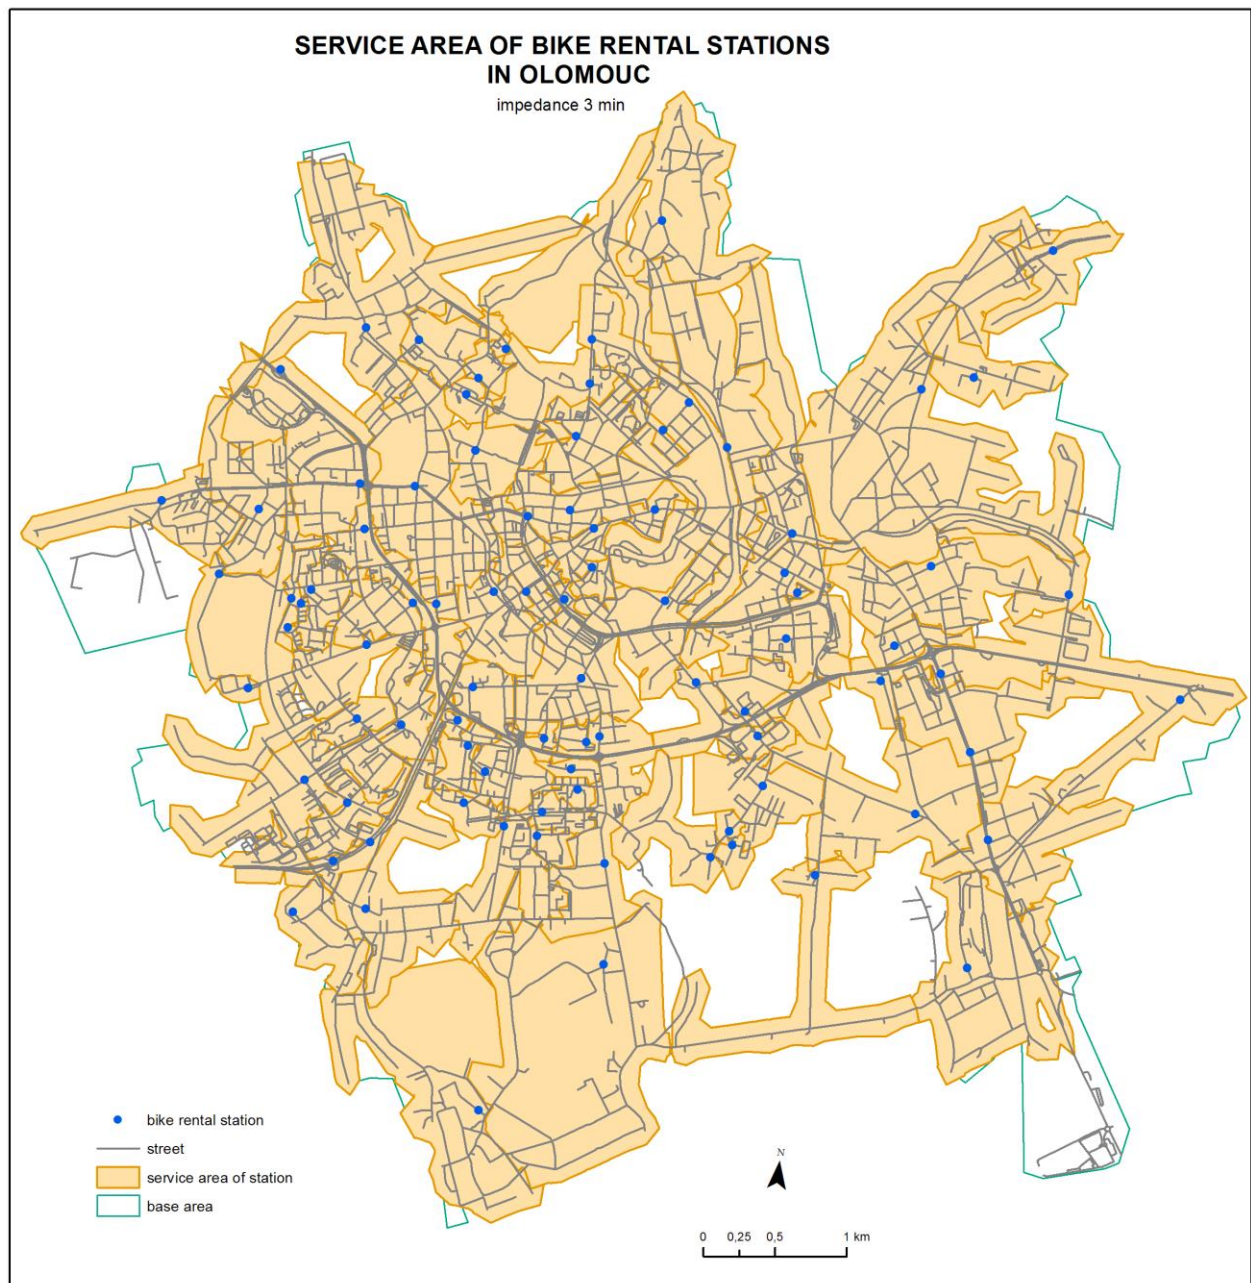 SERVICE AREA OF BIKE RENTAL STATIONS
IN OLOMOUC
impedance 3 min
bike rental station
street
service area of station
base area
N
0 0,25 0,5 1 km